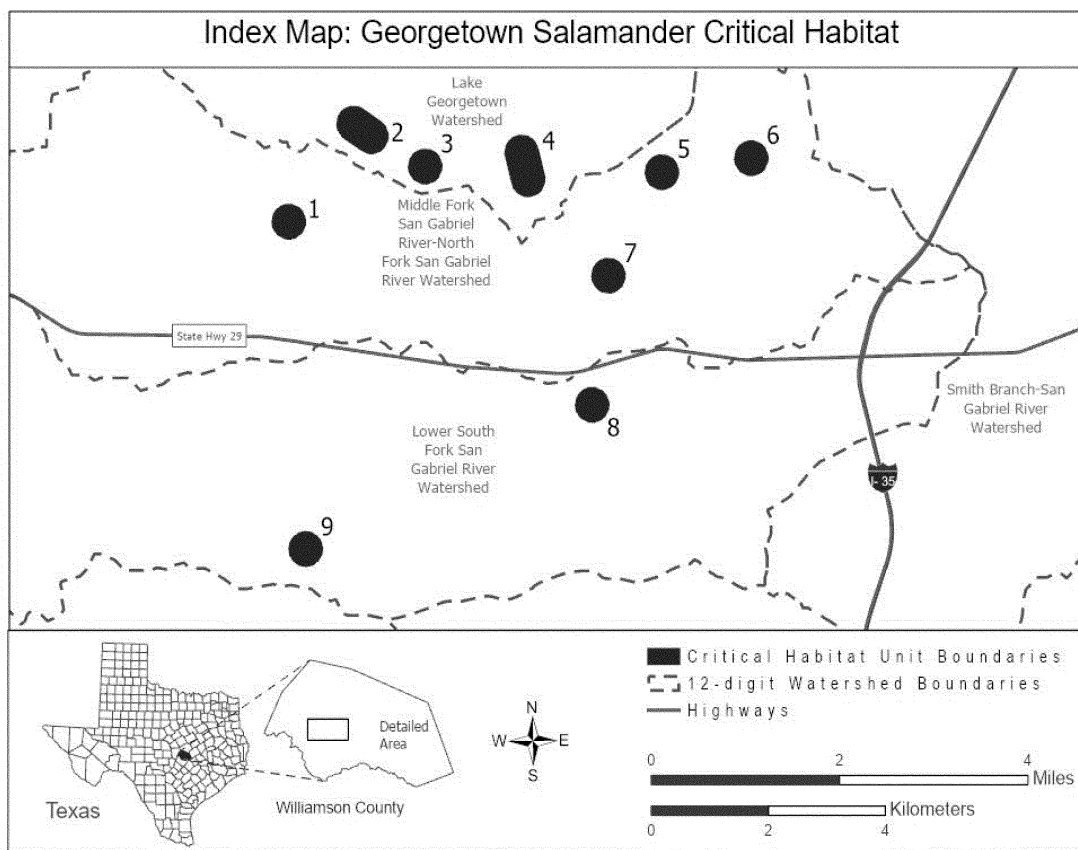 Index Map: Georgetown Salamander Critical Habitat
Lake
Georgetown
Watershed
2
3
4
5
6
1
Middle Fork
San Gabriel
River-North
Fork San Gabriel
River Watershed
7
State Hwy 29
8
Smith Branch-San
Gabriel River
Watershed
Lower South
Fork San
Gabriel River
Watershed
I-35
9
Texas
Williamson County
Detailed
Area
N
W E
S
Critical Habitat Unit Boundaries
12-digit Watershed Boundaries
Highways
0 2 4
Miles
Kilometers
0 2 4